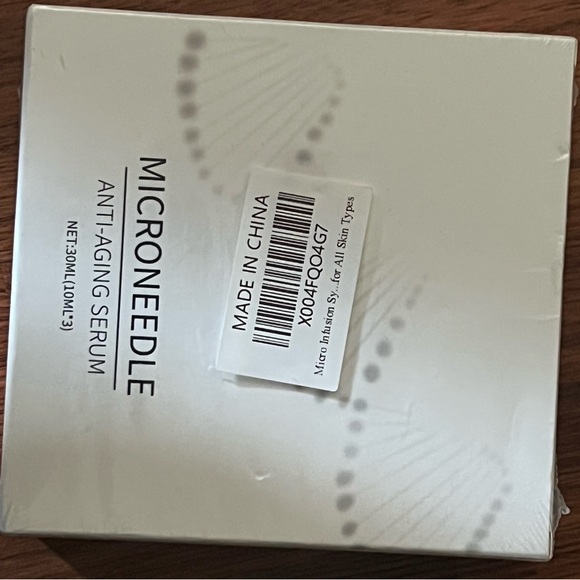 MICRONEEDLE
ANTI-AGING SERUM
NET:30ML(10ML*3)
MADE IN CHINA
X004FQO4G7
Micro Infusion Sy...for All Skin Types